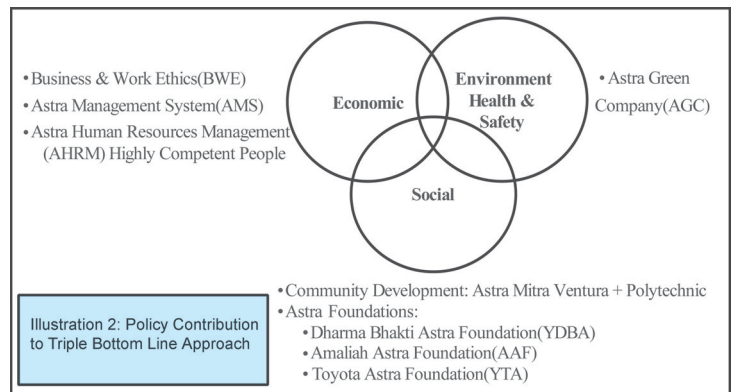 • Business & Work Ethics(BWE)
• Astra Management System(AMS)
• Astra Human Resources Management
(AHRM) Highly Competent People
Economic
Environment
Health &
Safety
• Astra Green
Company(AGC)
Social
• Community Development: Astra Mitra Ventura + Polytechnic
• Astra Foundations:
• Dharma Bhakti Astra Foundation(YDBA)
• Amaliah Astra Foundation(AAF)
• Toyota Astra Foundation(YTA)
Illustration 2: Policy Contribution
to Triple Bottom Line Approach